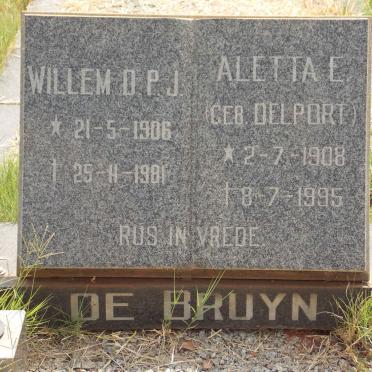 WILLEM D.P.J.
* 21-5-1906
† 25-11-1981
ALETTA E.
(GEB. DELPORT)
* 2-7-1908
† 8-7-1995
RUS IN VREDE.
DE BRUYN